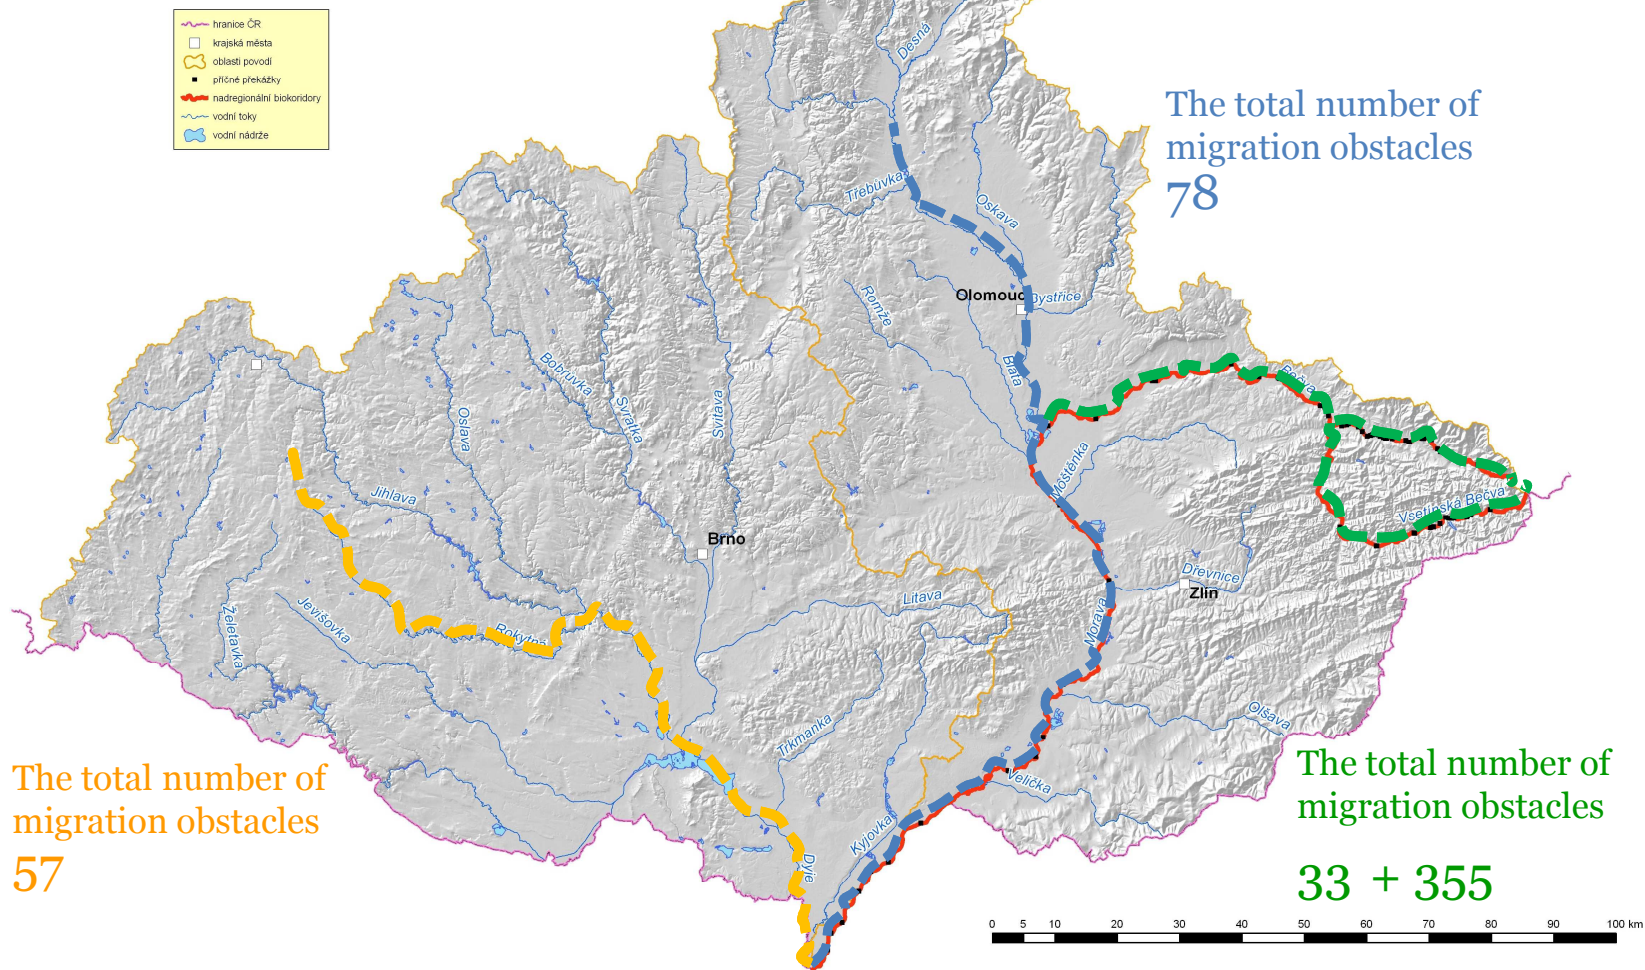 hranice ČR
krajská města
oblasti povodí
příčné překážky
nadregionální biokoridory
vodní toky
vodní nádrže
The total number of
migration obstacles
78
Desná
Třebůvka
Oskava
Olomouc
Bystřice
Romže
Blata
Bečva
Bobrůvka
Svratka
Svitava
Oslava
Moštěnka
Jihlava
Vsetínská Bečva
Brno
Dřevnice
Zlín
Litava
Morava
Želetavka
Jevišovka
Rokytná
Olšava
Trkmanka
Velička
Kyjovka
Dyje
The total number of
migration obstacles
57
The total number of
migration obstacles
33 + 355
0 5 10 20 30 40 50 60 70 80 90 100 km